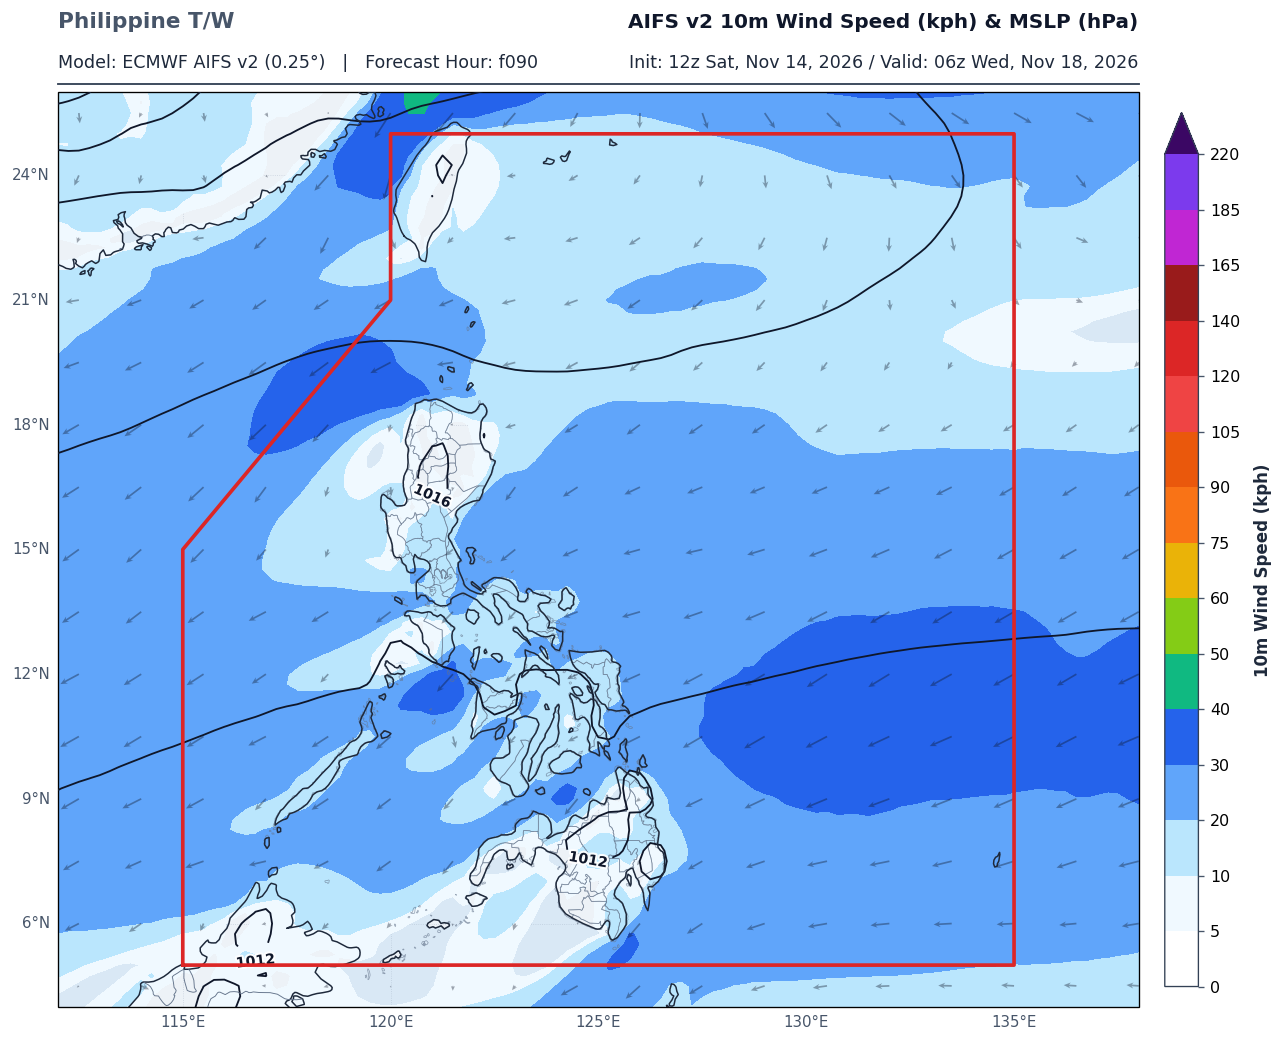 Philippine T/W
AIFS v2 10m Wind Speed (kph) & MSLP (hPa)
Model: ECMWF AIFS v2 (0.25°) | Forecast Hour: f090
Init: 12z Sat, Nov 14, 2026 / Valid: 06z Wed, Nov 18, 2026
24°N
21°N
18°N
15°N
12°N
9°N
6°N
1016
1012
1012
115°E
120°E
125°E
130°E
135°E
220
185
165
140
120
105
90
75
60
50
40
30
20
10
5
0
10m Wind Speed (kph)